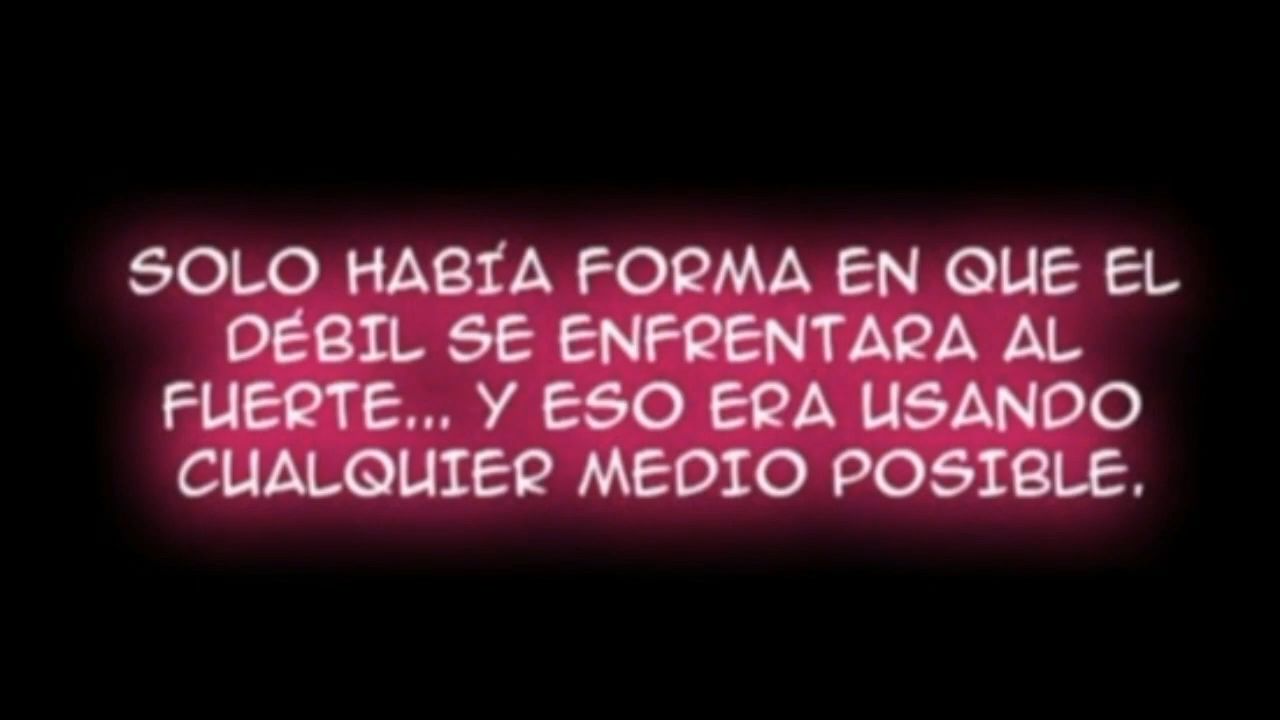 SOLO HABÍA FORMA EN QUE EL
DÉBIL SE ENFRENTARA AL
FUERTE... Y ESO ERA USANDO
CUALQUIER MEDIO POSIBLE.